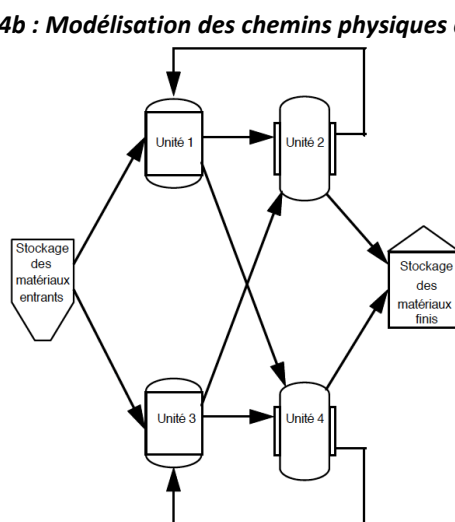 4b : Modélisation des chemins physiques
Unité 1
Unité 2
Stockage
des
matériaux
entrants
Stockage
des
matériaux
finis
Unité 3
Unité 4